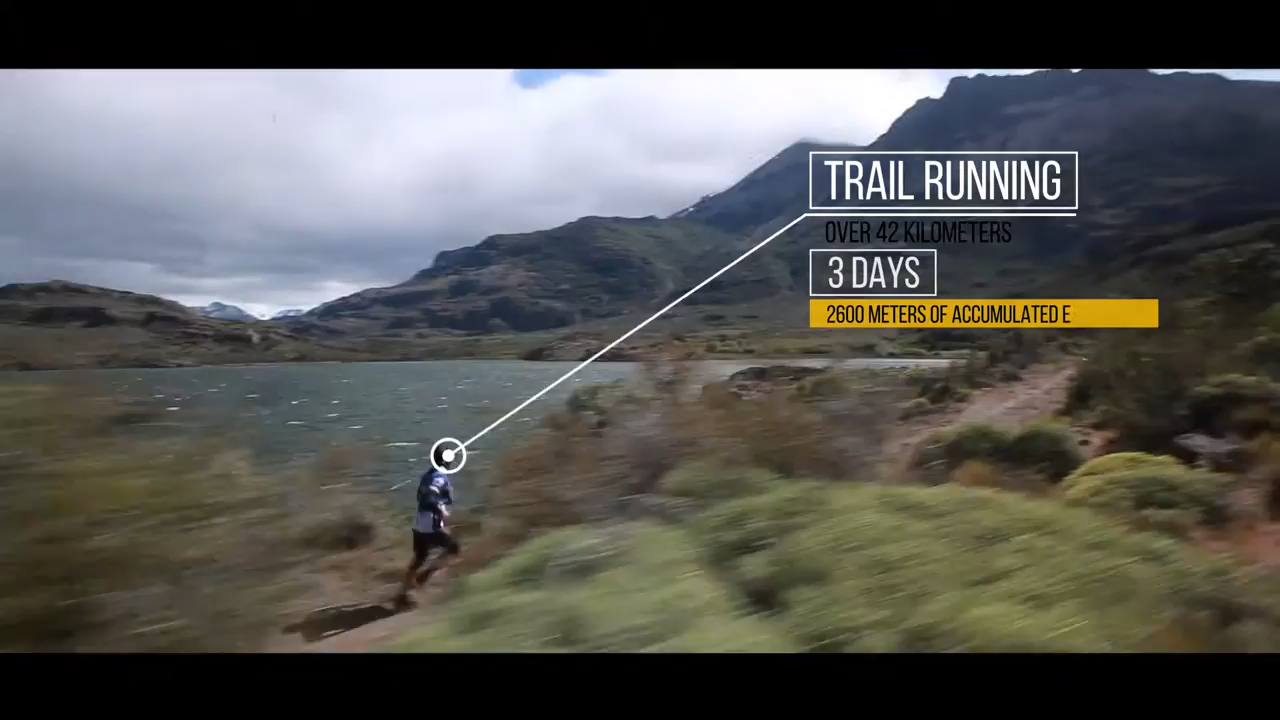 TRAIL RUNNING
OVER 42 KILOMETERS
3 DAYS
2600 METERS OF ACCUMULATED E